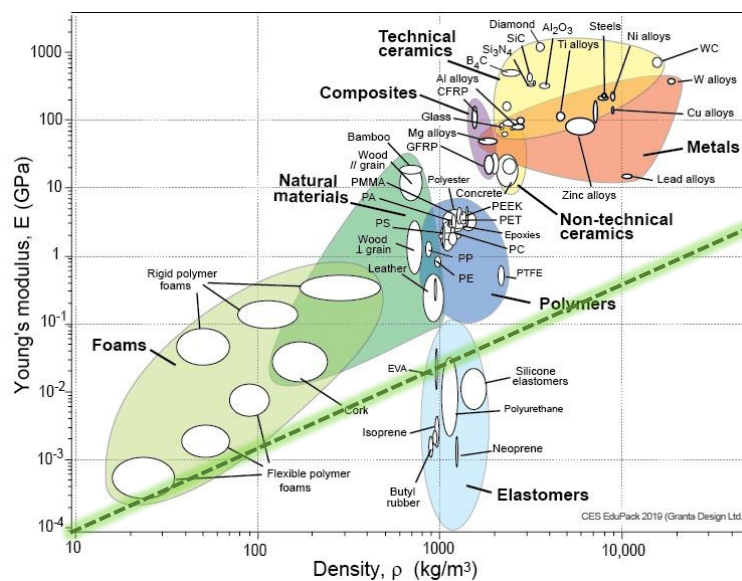 1000
100
10
1
10-1
10-2
10-3
10-4
Young's modulus, E (GPa)
10
100
1000
10,000
Density, ρ (kg/m3)
Technical
ceramics
Diamond
SiC
Si3N4
B4C
Al2O3
Ti alloys
Steels
Ni alloys
WC
W alloys
Cu alloys
Metals
Lead alloys
Zinc alloys
Al alloys
CFRP
Composites
Glass
Mg alloys
GFRP
Bamboo
Wood
// grain
Natural
materials
PMMA
PA
PS
Wood
⊥ grain
Leather
Polyester
Concrete
PEEK
PET
Epoxies
PC
PP
PE
PTFE
Non-technical
ceramics
Polymers
Rigid polymer
foams
Foams
Cork
Flexible polymer
foams
EVA
Silicone
elastomers
Polyurethane
Isoprene
Neoprene
Butyl
rubber
Elastomers
CES EduPack 2019 (Granta Design Ltd.